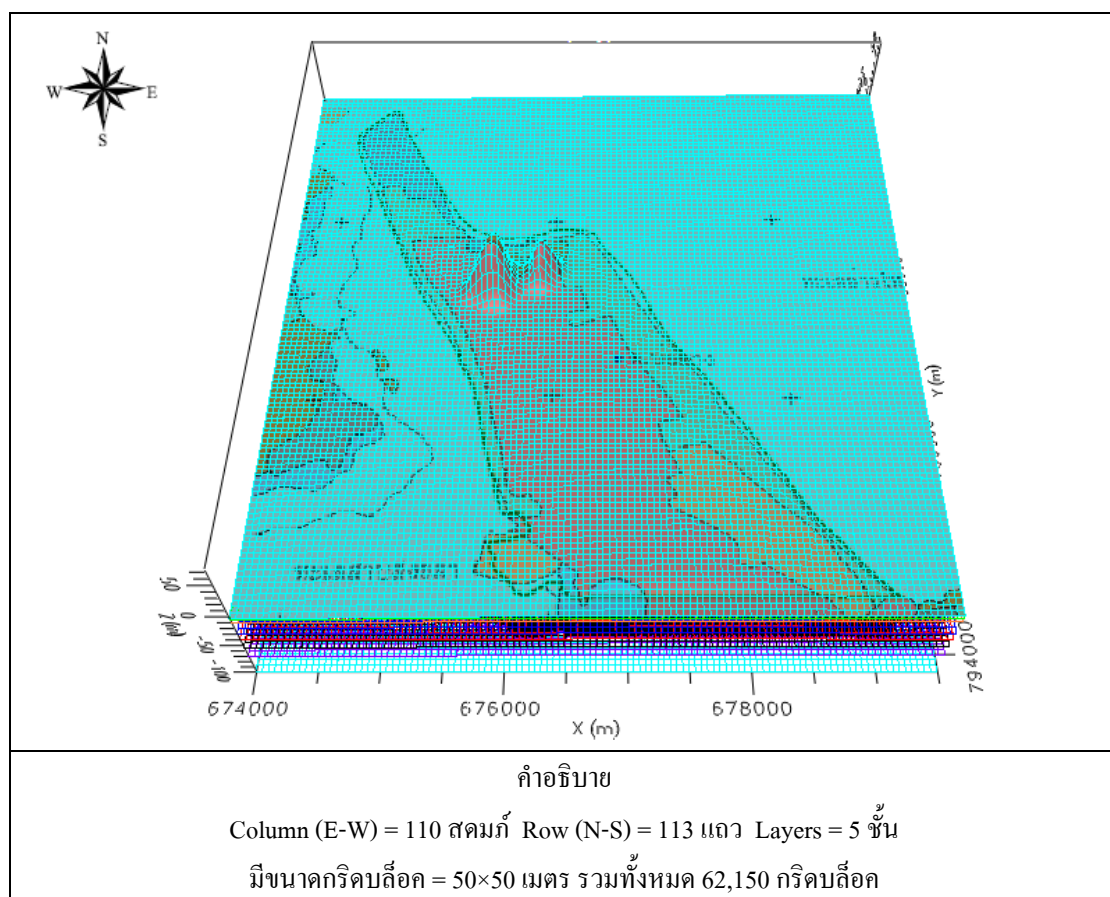 N
W E
S
Y (m)
50
0
Z (m)
-50
794000
674000 676000 678000
X (m)
คำอธิบาย
Column (E-W) = 110 สดมภ์ Row (N-S) = 113 แถว Layers = 5 ชั้น
มีขนาดกริดบล็อค = 50×50 เมตร รวมทั้งหมด 62,150 กริดบล็อค